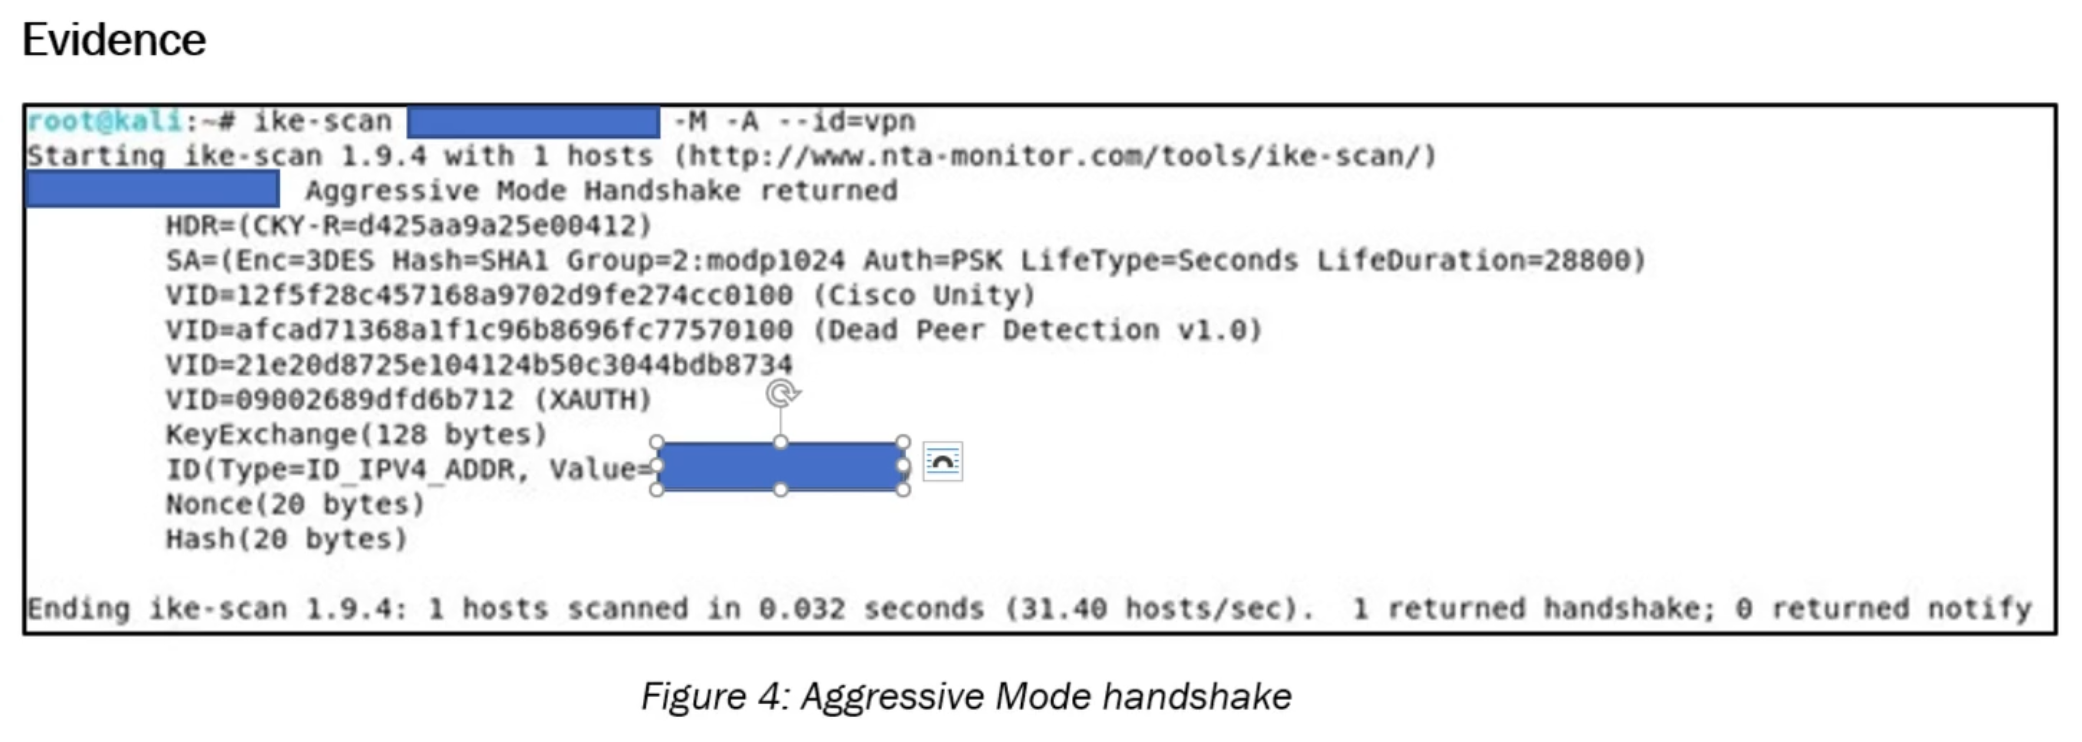 Evidence
root@kali:~# ike-scan -M -A --id=vpn
Starting ike-scan 1.9.4 with 1 hosts (http://www.nta-monitor.com/tools/ike-scan/)
Aggressive Mode Handshake returned
HDR=(CKY-R=d425aa9a25e00412)
SA=(Enc=3DES Hash=SHA1 Group=2:modp1024 Auth=PSK LifeType=Seconds LifeDuration=28800)
VID=12f5f28c457168a9702d9fe274cc0100 (Cisco Unity)
VID=afcad71368a1f1c96b8696fc77570100 (Dead Peer Detection v1.0)
VID=21e20d8725e104124b50c3044bdb8734
VID=09002689dfd6b712 (XAUTH)
KeyExchange(128 bytes)
ID(Type=ID_IPV4_ADDR, Value=
Nonce(20 bytes)
Hash(20 bytes)
Ending ike-scan 1.9.4: 1 hosts scanned in 0.032 seconds (31.40 hosts/sec). 1 returned handshake; 0 returned notify
Figure 4: Aggressive Mode handshake